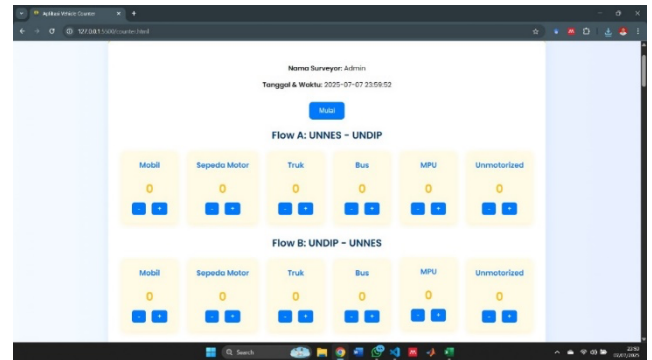 Aplikasi Vehicle Counter
127.0.0.1:5500/counter.html
Nama Surveyor: Admin
Tanggal & Waktu: 2025-07-07 23:59:52
Mulai
Flow A: UNNES - UNDIP
Mobil Sepeda Motor Truk Bus MPU Unmotorized
0 0 0 0 0 0
- + - + - + - + - + - +
Flow B: UNDIP - UNNES
Mobil Sepeda Motor Truk Bus MPU Unmotorized
0 0 0 0 0 0
- + - + - + - + - + - +
Search